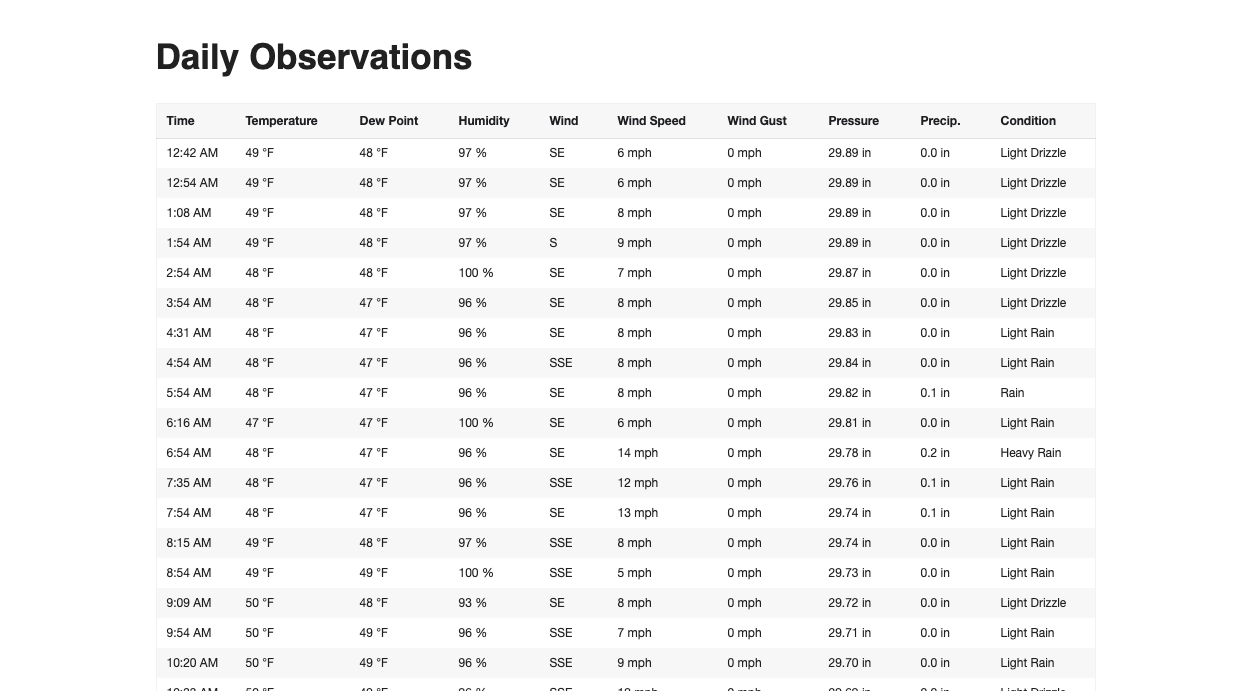 Daily Observations
Time Temperature Dew Point Humidity Wind Wind Speed Wind Gust Pressure Precip. Condition
12:42 AM 49 °F 48 °F 97 % SE 6 mph 0 mph 29.89 in 0.0 in Light Drizzle
12:54 AM 49 °F 48 °F 97 % SE 6 mph 0 mph 29.89 in 0.0 in Light Drizzle
1:08 AM 49 °F 48 °F 97 % SE 8 mph 0 mph 29.89 in 0.0 in Light Drizzle
1:54 AM 49 °F 48 °F 97 % S 9 mph 0 mph 29.89 in 0.0 in Light Drizzle
2:54 AM 48 °F 48 °F 100 % SE 7 mph 0 mph 29.87 in 0.0 in Light Drizzle
3:54 AM 48 °F 47 °F 96 % SE 8 mph 0 mph 29.85 in 0.0 in Light Drizzle
4:31 AM 48 °F 47 °F 96 % SE 8 mph 0 mph 29.83 in 0.0 in Light Rain
4:54 AM 48 °F 47 °F 96 % SSE 8 mph 0 mph 29.84 in 0.0 in Light Rain
5:54 AM 48 °F 47 °F 96 % SE 8 mph 0 mph 29.82 in 0.1 in Rain
6:16 AM 47 °F 47 °F 100 % SE 6 mph 0 mph 29.81 in 0.0 in Light Rain
6:54 AM 48 °F 47 °F 96 % SE 14 mph 0 mph 29.78 in 0.2 in Heavy Rain
7:35 AM 48 °F 47 °F 96 % SSE 12 mph 0 mph 29.76 in 0.1 in Light Rain
7:54 AM 48 °F 47 °F 96 % SE 13 mph 0 mph 29.74 in 0.1 in Light Rain
8:15 AM 49 °F 48 °F 97 % SSE 8 mph 0 mph 29.74 in 0.0 in Light Rain
8:54 AM 49 °F 49 °F 100 % SSE 5 mph 0 mph 29.73 in 0.0 in Light Rain
9:09 AM 50 °F 48 °F 93 % SE 8 mph 0 mph 29.72 in 0.0 in Light Drizzle
9:54 AM 50 °F 49 °F 96 % SSE 7 mph 0 mph 29.71 in 0.0 in Light Rain
10:20 AM 50 °F 49 °F 96 % SSE 9 mph 0 mph 29.70 in 0.0 in Light Rain